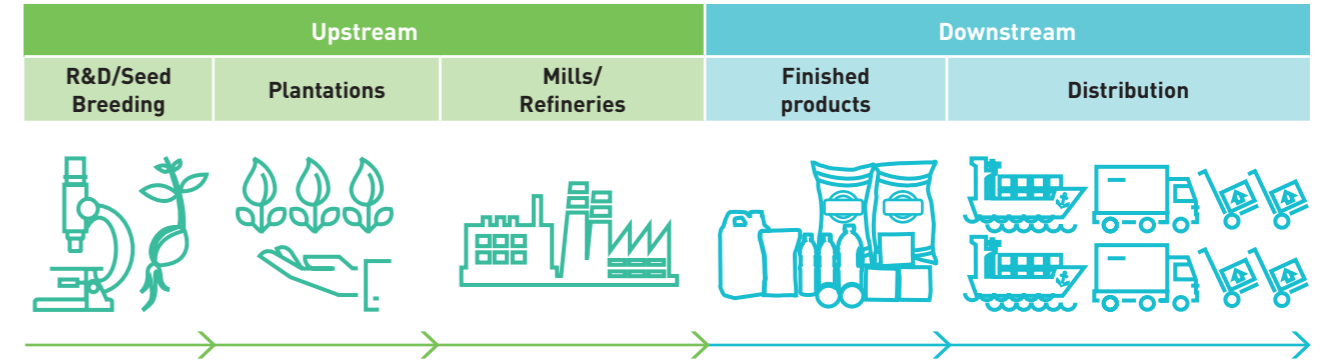 Upstream
Downstream
R&D/Seed
Breeding
Plantations
Mills/
Refineries
Finished
products
Distribution